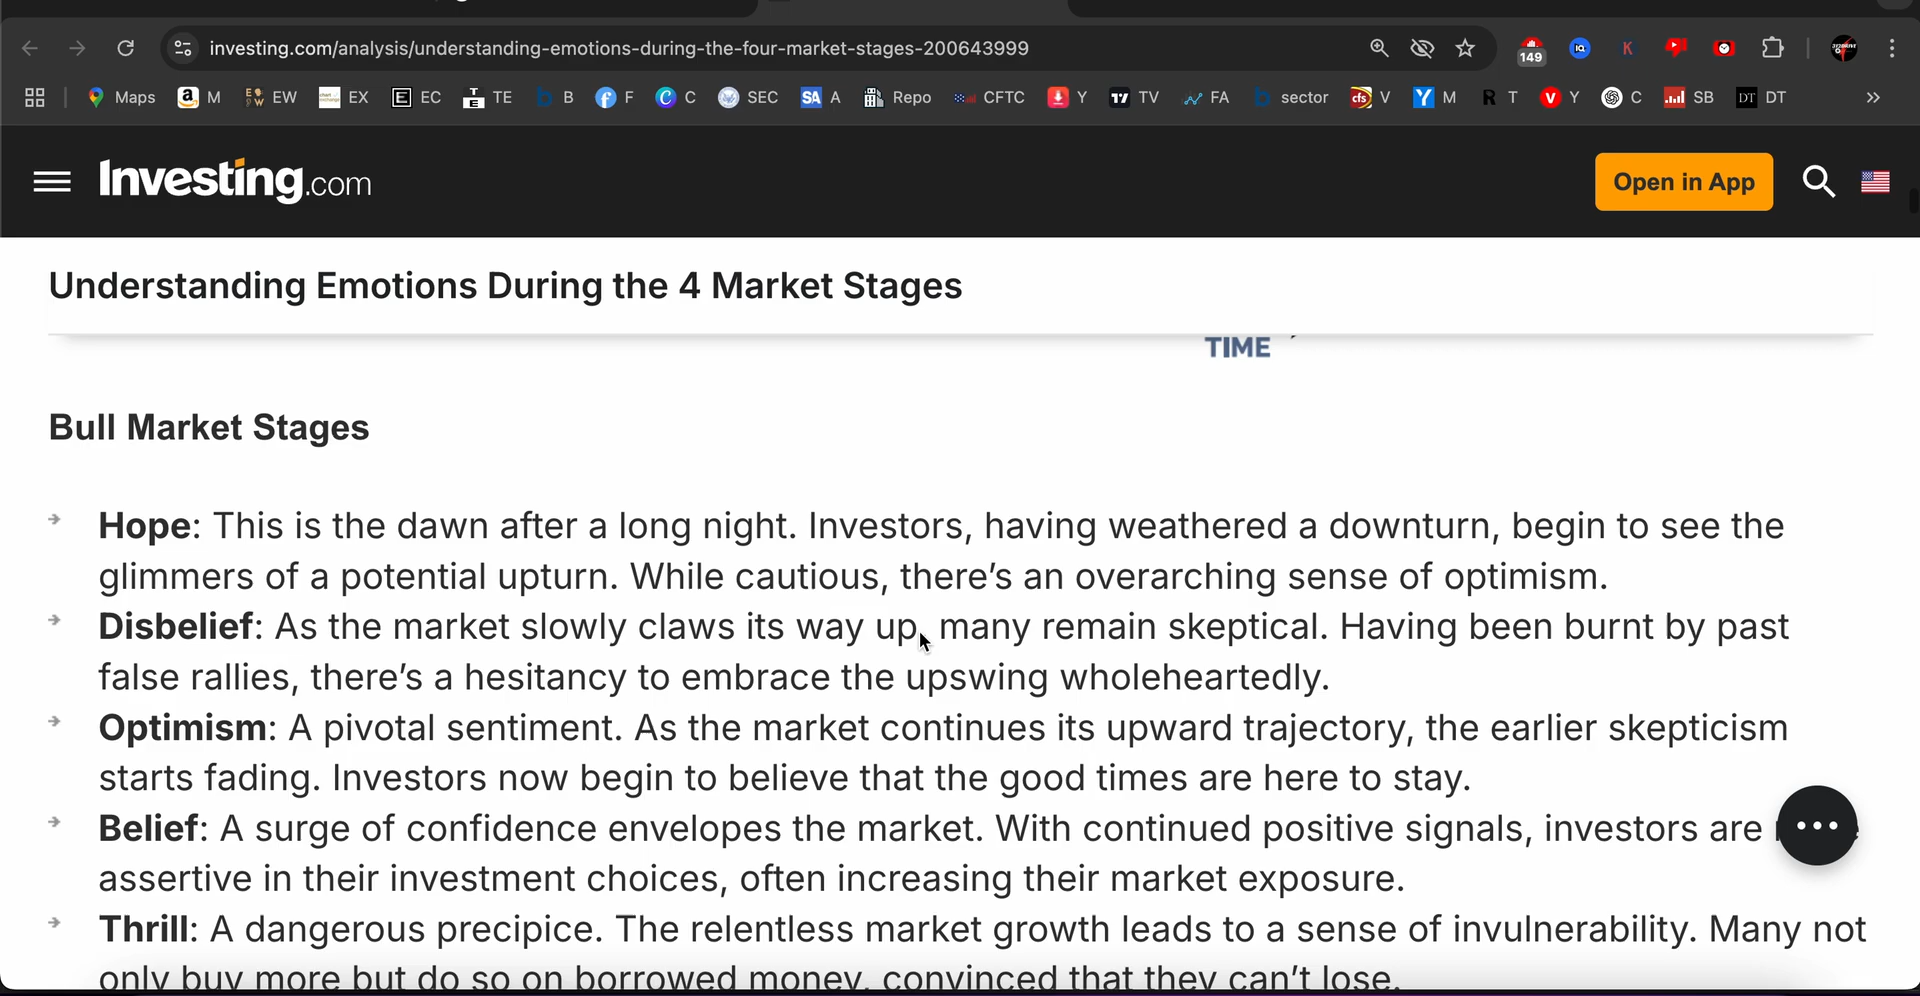 investing.com/analysis/understanding-emotions-during-the-four-market-stages-200643999
149
K
Maps
M
EW
EX
EC
TE
B
F
C
SEC
A
Repo
CFTC
Y
TV
FA
sector
V
M
T
Y
C
SB
DT
Investing.com
Open in App
Understanding Emotions During the 4 Market Stages
TIME
Bull Market Stages
Hope: This is the dawn after a long night. Investors, having weathered a downturn, begin to see the
glimmers of a potential upturn. While cautious, there’s an overarching sense of optimism.
Disbelief: As the market slowly claws its way up, many remain skeptical. Having been burnt by past
false rallies, there’s a hesitancy to embrace the upswing wholeheartedly.
Optimism: A pivotal sentiment. As the market continues its upward trajectory, the earlier skepticism
starts fading. Investors now begin to believe that the good times are here to stay.
Belief: A surge of confidence envelopes the market. With continued positive signals, investors are
assertive in their investment choices, often increasing their market exposure.
Thrill: A dangerous precipice. The relentless market growth leads to a sense of invulnerability. Many not
only buy more but do so on borrowed money, convinced that they can’t lose.